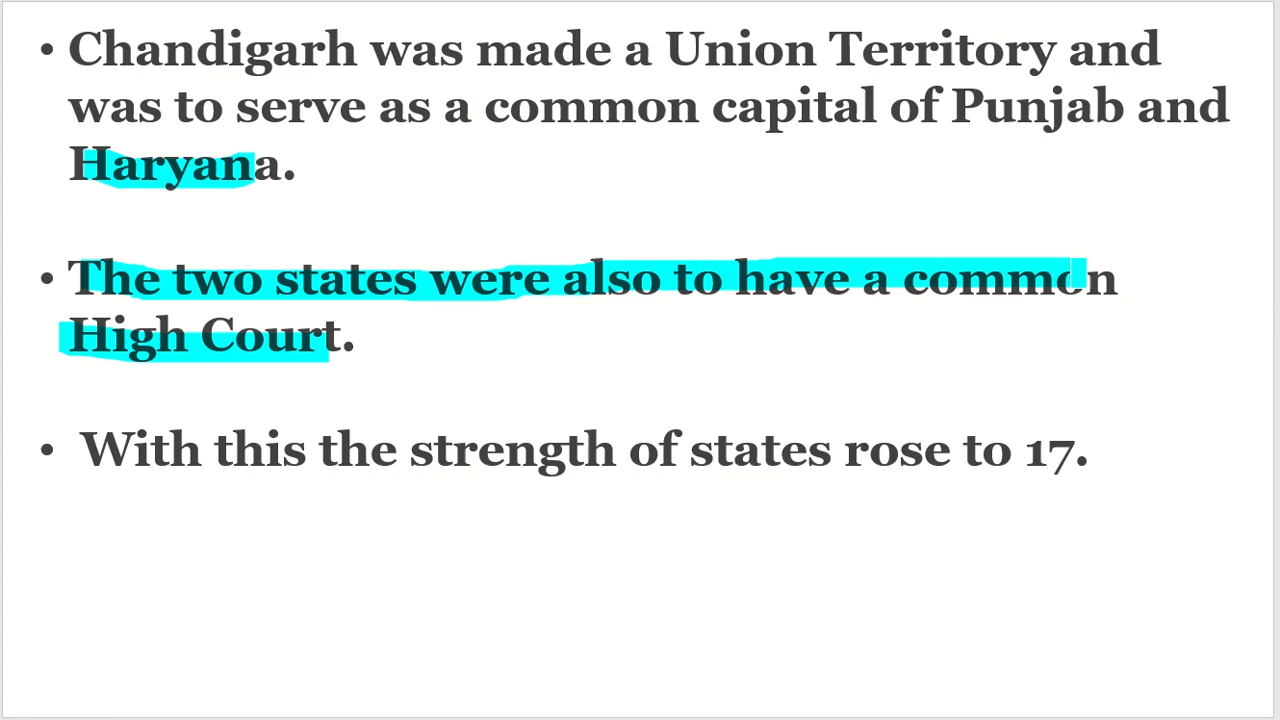 • Chandigarh was made a Union Territory and
was to serve as a common capital of Punjab and
Haryana.
• The two states were also to have a common
High Court.
• With this the strength of states rose to 17.